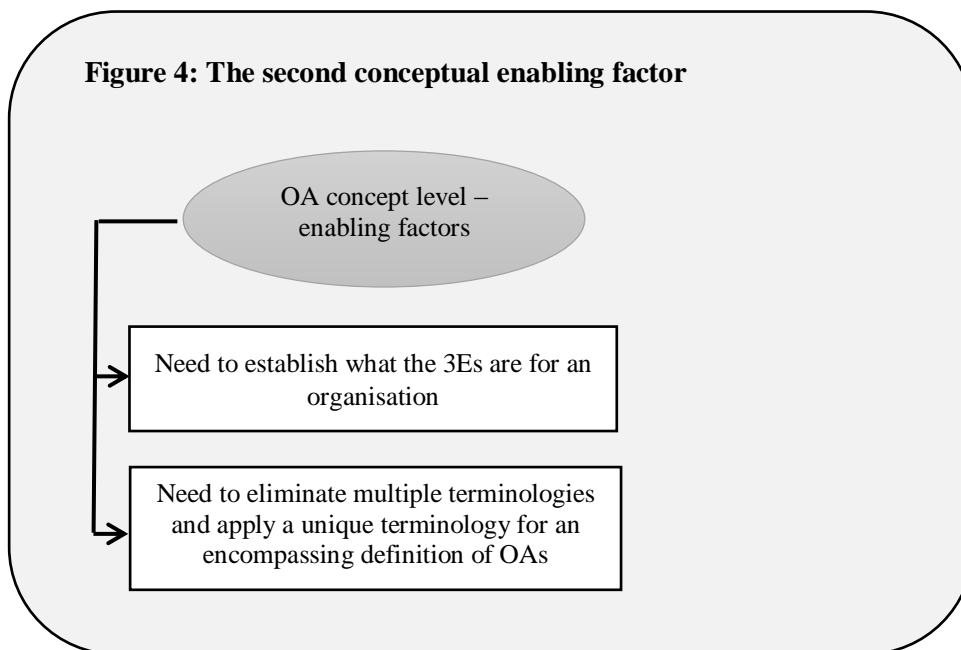 Figure 4: The second conceptual enabling factor
OA concept level –
enabling factors
Need to establish what the 3Es are for an
organisation
Need to eliminate multiple terminologies
and apply a unique terminology for an
encompassing definition of OAs